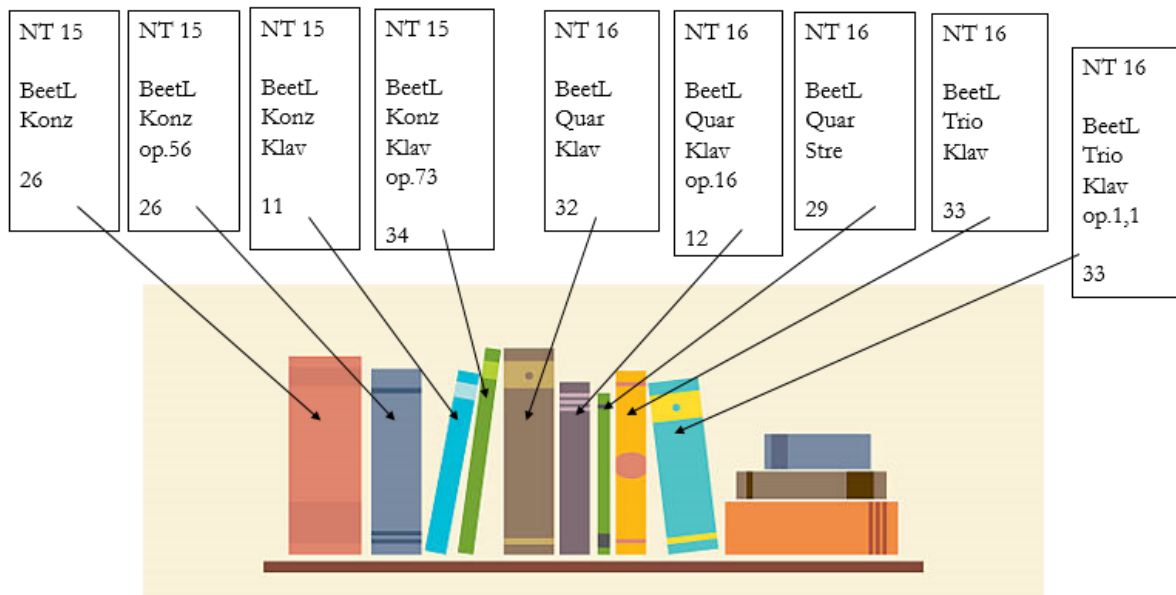 NT 15
BeetL
Konz
26
NT 15
BeetL
Konz
op.56
26
NT 15
BeetL
Konz
Klav
11
NT 15
BeetL
Konz
Klav
op.73
34
NT 16
BeetL
Quar
Klav
32
NT 16
BeetL
Quar
Klav
op.16
12
NT 16
BeetL
Quar
Stre
29
NT 16
BeetL
Trio
Klav
33
NT 16
BeetL
Trio
Klav
op.1,1
33